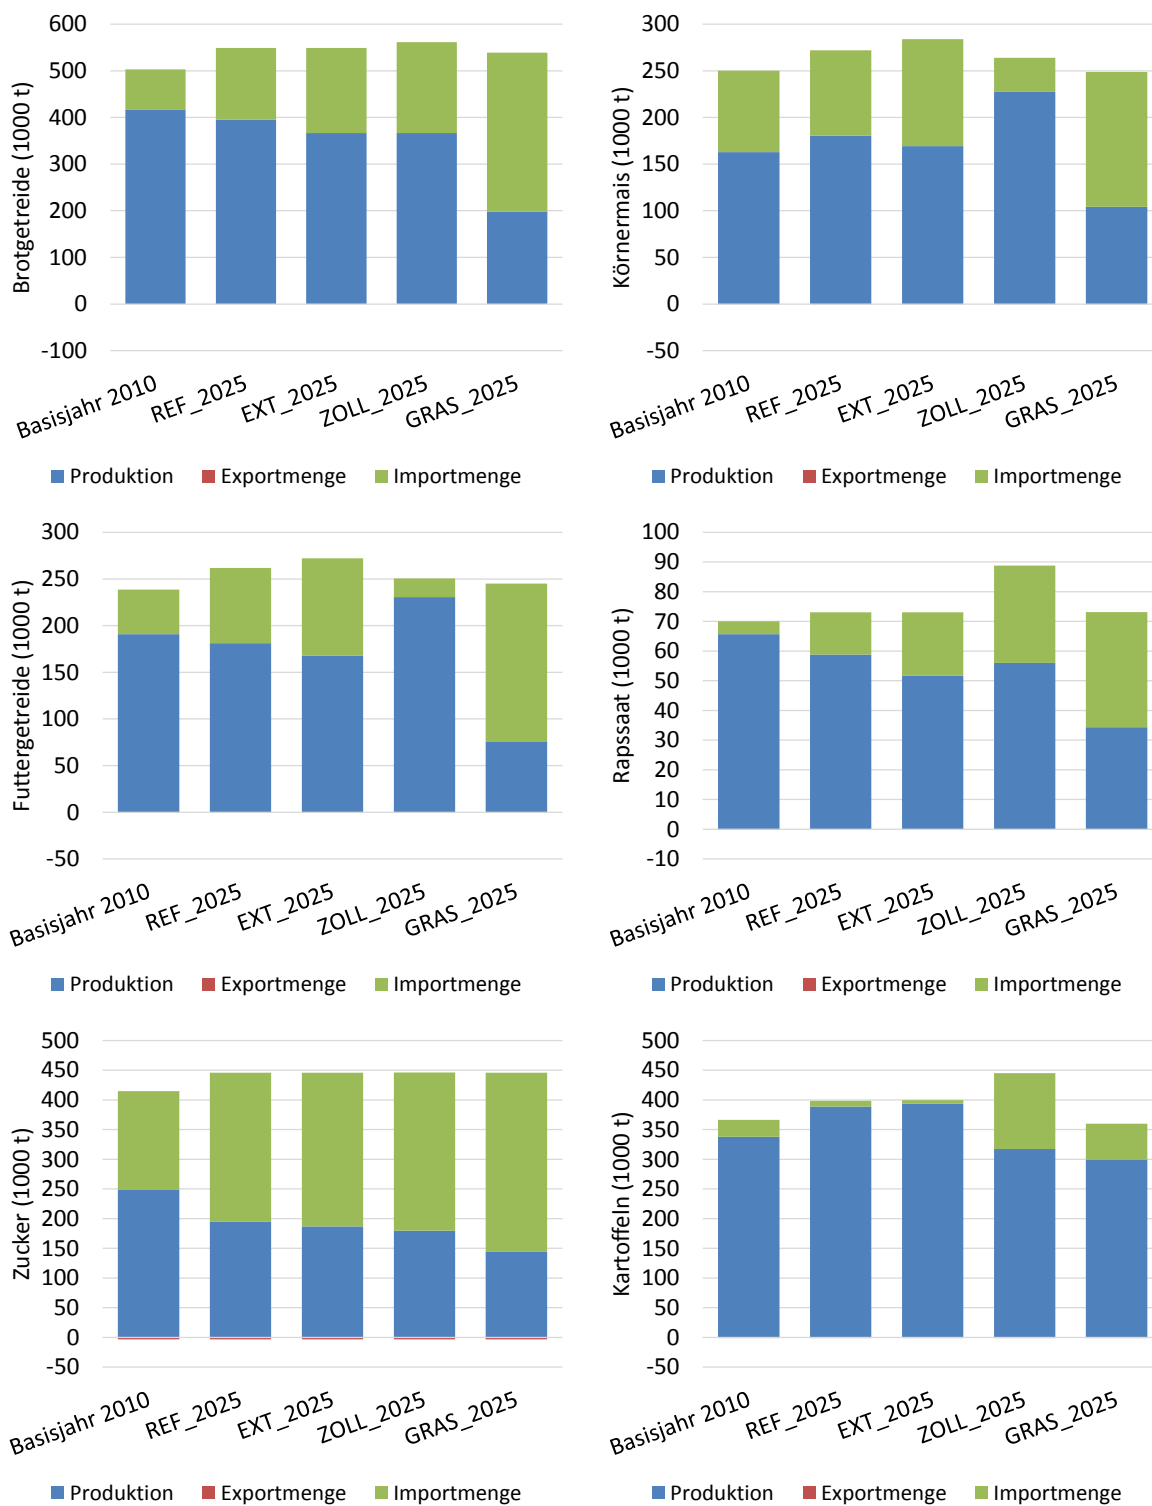 Brotgetreide (1000 t)
600
500
400
300
200
100
0
-100
Basisjahr 2010
REF_2025
EXT_2025
ZOLL_2025
GRAS_2025
Produktion Exportmenge Importmenge
Körnermais (1000 t)
300
250
200
150
100
50
0
-50
Basisjahr 2010
REF_2025
EXT_2025
ZOLL_2025
GRAS_2025
Produktion Exportmenge Importmenge
Futtergetreide (1000 t)
300
250
200
150
100
50
0
-50
Basisjahr 2010
REF_2025
EXT_2025
ZOLL_2025
GRAS_2025
Produktion Exportmenge Importmenge
Rapssaat (1000 t)
100
90
80
70
60
50
40
30
20
10
0
-10
Basisjahr 2010
REF_2025
EXT_2025
ZOLL_2025
GRAS_2025
Produktion Exportmenge Importmenge
Zucker (1000 t)
500
450
400
350
300
250
200
150
100
50
0
-50
Basisjahr 2010
REF_2025
EXT_2025
ZOLL_2025
GRAS_2025
Produktion Exportmenge Importmenge
Kartoffeln (1000 t)
500
450
400
350
300
250
200
150
100
50
0
-50
Basisjahr 2010
REF_2025
EXT_2025
ZOLL_2025
GRAS_2025
Produktion Exportmenge Importmenge